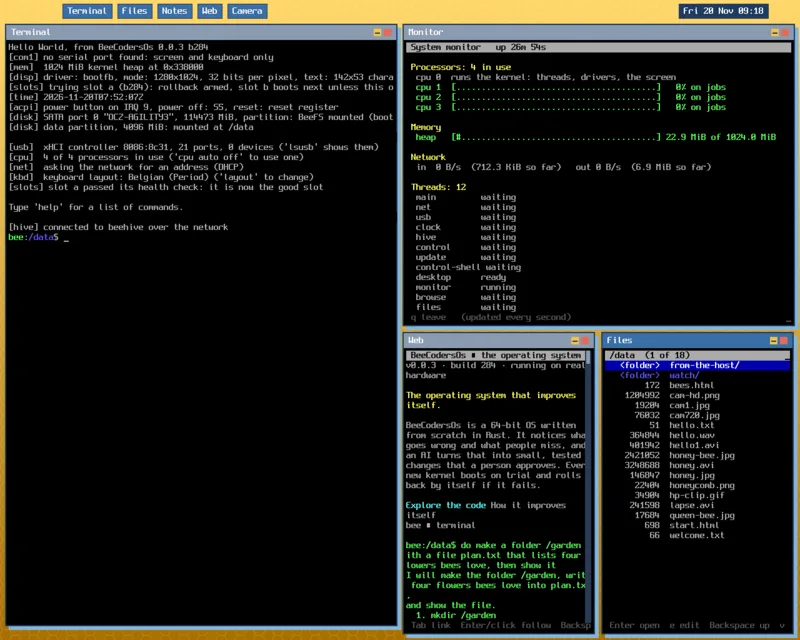 Terminal Files Notes Web Camera Fri 20 Nov 09:18
Terminal
Hello World, from BeeCodersOs 0.0.3 b284
[com1] no serial port found: screen and keyboard only
[mem] 1024 MiB kernel heap at 0x338000
[disp] driver: bootfb, mode: 1280x1024, 32 bits per pixel, text: 142x53 chara
[slots] trying slot a (b284): rollback armed, slot b boots next unless this o
[time] 2026-11-20T07:52:07Z
[acpi] power button on IRQ 9, power off: S5, reset: reset register
[disk] SATA port 0 "OCZ-AGILITY3", 114473 MiB, partition: BeeFS mounted (boot
[disk] data partition, 4096 MiB: mounted at /data
[usb] xHCI controller 8086:8c31, 21 ports, 0 devices ('lsusb' shows them)
[cpu] 4 of 4 processors in use ('cpu auto off' to use one)
[net] asking the network for an address (DHCP)
[kbd] keyboard layout: Belgian (Period) ('layout' to change)
[slots] slot a passed its health check: it is now the good slot
Type 'help' for a list of commands.
[hive] connected to beehive over the network
bee:/data$ _
Monitor
System monitor up 26m 54s
Processors: 4 in use
cpu 0 runs the kernel: threads, drivers, the screen
cpu 1 [......................................] 0% on jobs
cpu 2 [......................................] 0% on jobs
cpu 3 [......................................] 0% on jobs
Memory
heap [#.....................................] 22.9 MiB of 1024.0 MiB
Network
in 0 B/s (712.3 KiB so far) out 0 B/s (6.9 MiB so far)
Threads: 12
main waiting
net waiting
usb waiting
clock waiting
hive waiting
control waiting
update waiting
control-shell waiting
desktop ready
monitor running
browse waiting
files waiting
q leave (updated every second)
Web
BeeCodersOs ▮ the operating system
v0.0.3 · build 284 · running on real
hardware
The operating system that improves
itself.
BeeCodersOs is a 64-bit OS written
from scratch in Rust. It notices wha
goes wrong and what people miss, and
an AI turns that into small, tested
changes that a person approves. Ever
new kernel boots on trial and rolls
back by itself if it fails.
Explore the code How it improves
itself
bee ▮ terminal
bee:/data$ do make a folder /garden
ith a file plan.txt that lists four
lowers bees love, then show it
I will make the folder /garden, writ
four flowers bees love into plan.tx
.
and show the file.
1. mkdir /garden
Tab link Enter/click follow Backsp
Files
/data (1 of 18)
<folder> from-the-host/
<folder> watch/
172 bees.html
1204992 cam-hd.png
19204 cam1.jpg
76032 cam720.jpg
51 hello.txt
364844 hello.wav
401942 hello1.avi
2421052 honey-bee.jpg
3248688 honey.avi
146847 honey.jpg
22404 honeycomb.png
34904 hp-clip.gif
241598 lapse.avi
17684 queen-bee.jpg
698 start.html
66 welcome.txt
Enter open e edit Backspace up v